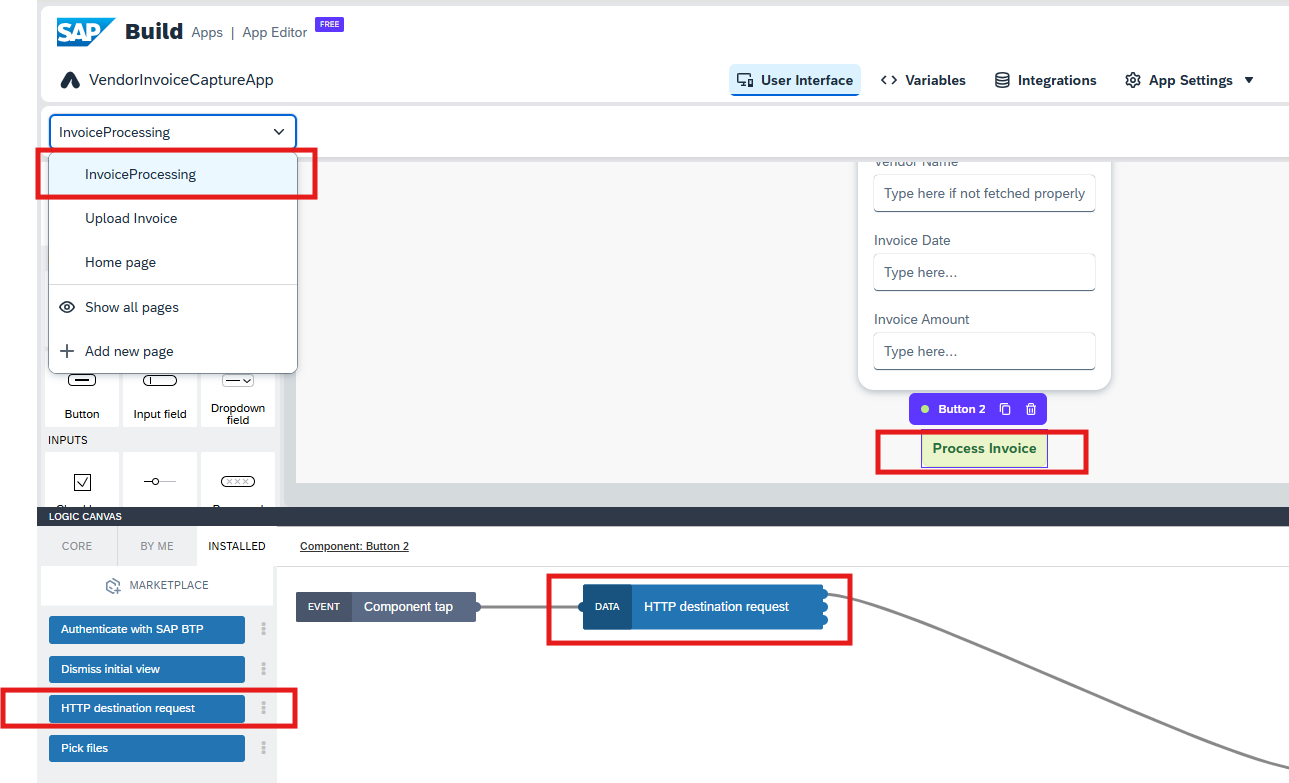 SAP Build Apps | App Editor FREE
VendorInvoiceCaptureApp
User Interface
Variables
Integrations
App Settings
InvoiceProcessing
InvoiceProcessing
Upload Invoice
Home page
Show all pages
Add new page
Button
Input field
Dropdown
field
INPUTS
Vendor Name
Type here if not fetched properly
Invoice Date
Type here...
Invoice Amount
Type here...
Button 2
Process Invoice
LOGIC CANVAS
CORE
BY ME
INSTALLED
Component: Button 2
MARKETPLACE
Authenticate with SAP BTP
Dismiss initial view
HTTP destination request
Pick files
EVENT Component tap
DATA HTTP destination request